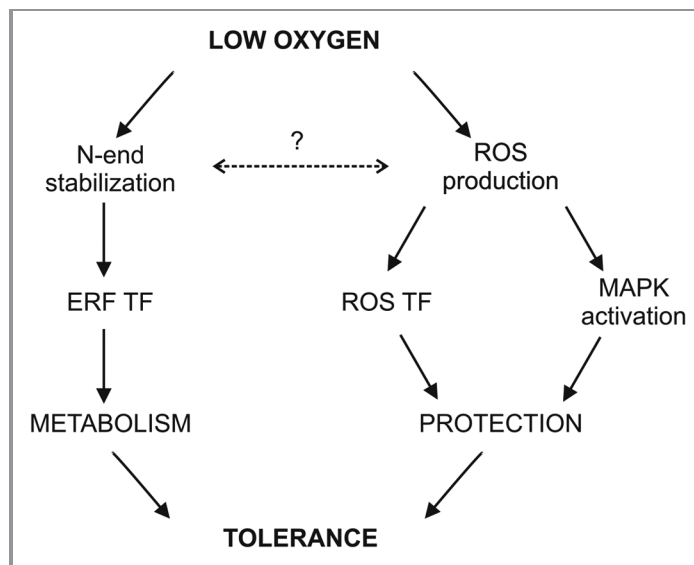 LOW OXYGEN
?
N-end
stabilization
ROS
production
ERF TF
ROS TF
MAPK
activation
METABOLISM
PROTECTION
TOLERANCE